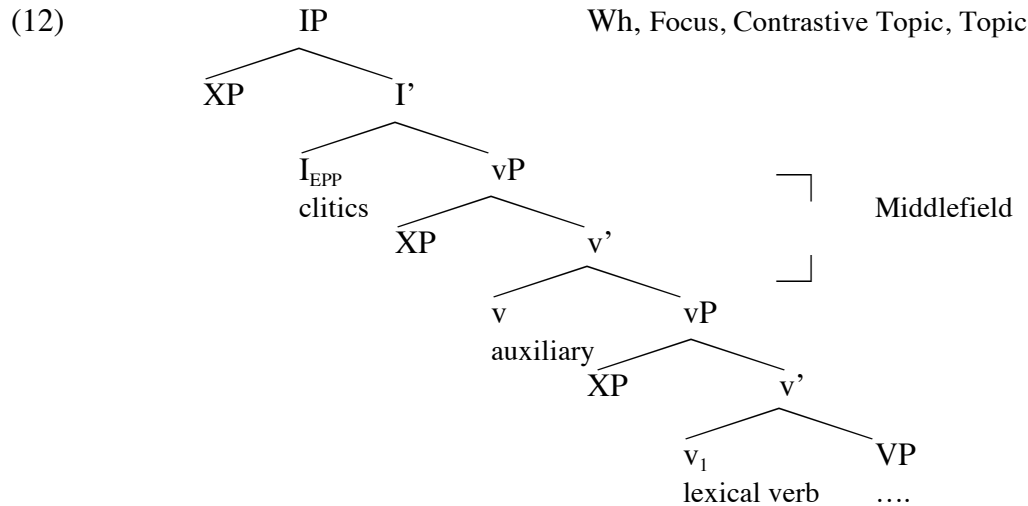 (12) IP Wh, Focus, Contrastive Topic, Topic
XP I’
I_EPP vP
clitics Middlefield
XP v’
v vP
auxiliary
XP v’
v₁ VP
lexical verb ….